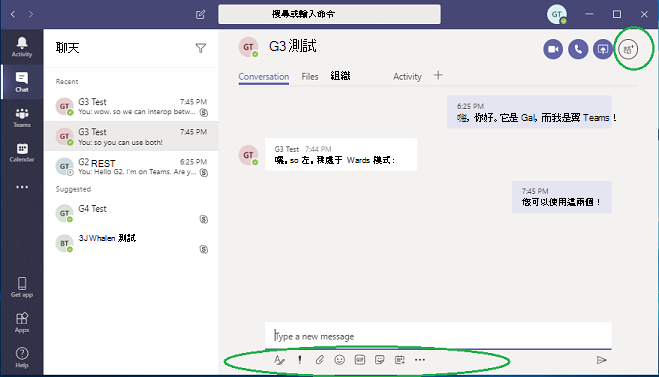 搜尋或輸入命令
GT
Activity
Chat
Teams
Calendar
Get app
Apps
Help
聊天
Recent
GT
G3 Test
7:45 PM
You: wow. so we can interop betw...
GT
G3 Test
7:45 PM
You: so you can use both!
GT
G2 REST
6:25 PM
You: Hello G2. I'm on Teams. Are y...
Suggested
GT
G4 Test
BT
3J Whalen 測試
GT
G3 測試
Conversation
Files
組織
Activity
6:25 PM
嗨, 你好。它是 Gal, 而我是寫 Teams！
GT
G3 Test
7:44 PM
嘿。so 左。我處于 Wards 模式：
7:45 PM
您可以使用這兩個！
Type a new message
GIF